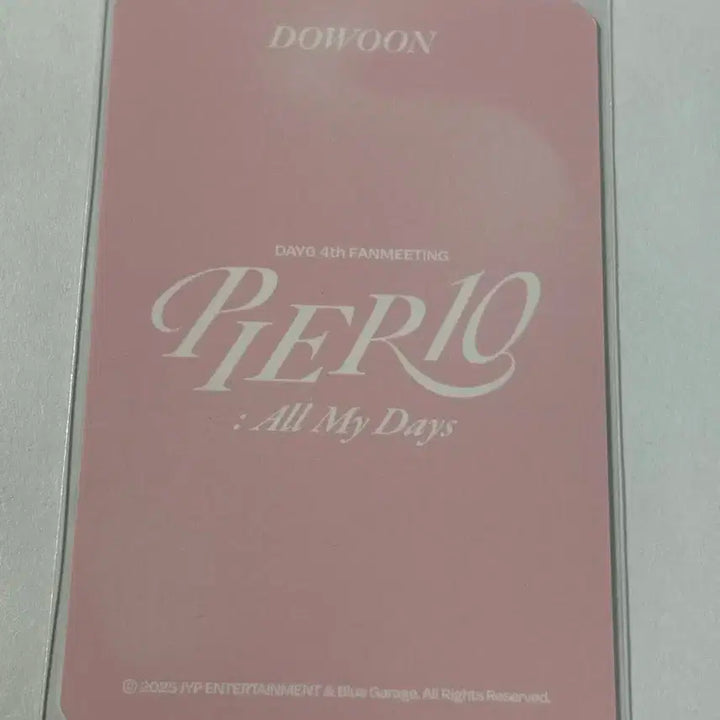 DOWOON
DAY6 4th FANMEETING
PIER10
: All My Days
© 2025 JYP ENTERTAINMENT & Blue Garage. All Rights Reserved.